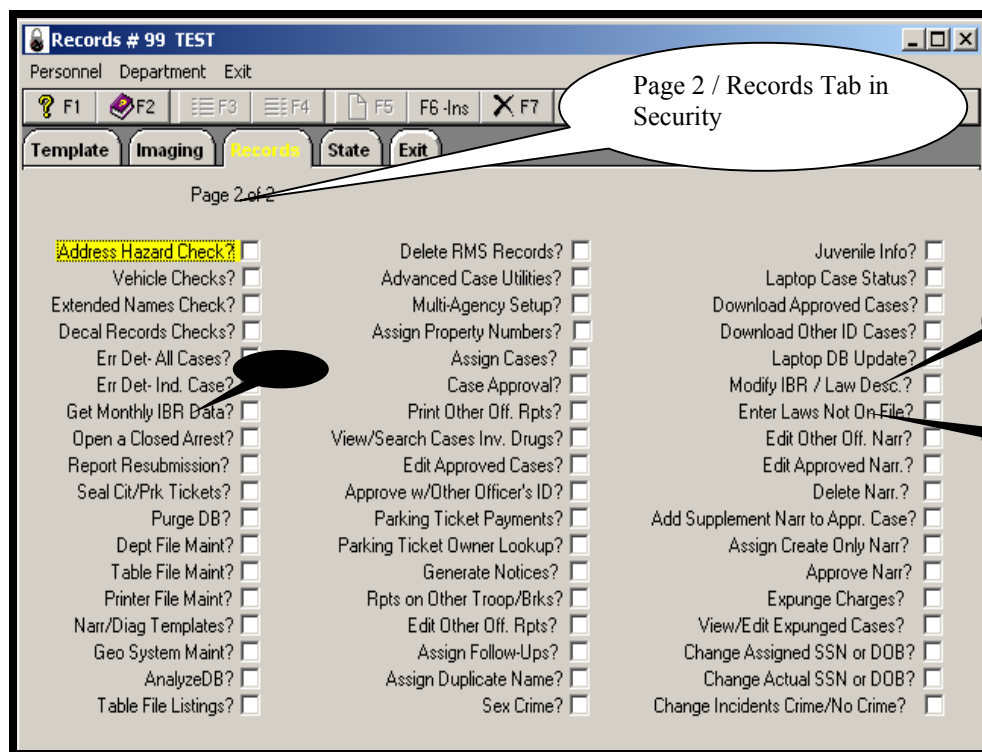 Records # 99 TEST
Personnel Department Exit
F1 F2 F3 F4 F5 F6 -Ins F7
Page 2 / Records Tab in
Security
Template Imaging Records State Exit
Page 2 of 2
Address Hazard Check? Delete RMS Records? Juvenile Info?
Vehicle Checks? Advanced Case Utilities? Laptop Case Status?
Extended Names Check? Multi-Agency Setup? Download Approved Cases?
Decal Records Checks? Assign Property Numbers? Download Other ID Cases?
Err Det- All Cases? Assign Cases? Laptop DB Update?
Err Det- Ind. Case? Case Approval? Modify IBR / Law Desc.?
Get Monthly IBR Data? Print Other Off. Rpts? Enter Laws Not On File?
Open a Closed Arrest? View/Search Cases Inv. Drugs? Edit Other Off. Narr?
Report Resubmission? Edit Approved Cases? Edit Approved Narr.?
Seal Cit/Prk Tickets? Approve w/Other Officer's ID? Delete Narr.?
Purge DB? Parking Ticket Payments? Add Supplement Narr to Appr. Case?
Dept File Maint? Parking Ticket Owner Lookup? Assign Create Only Narr?
Table File Maint? Generate Notices? Approve Narr?
Printer File Maint? Rpts on Other Troop/Brks? Expunge Charges?
Narr/Diag Templates? Edit Other Off. Rpts? View/Edit Expunged Cases?
Geo System Maint? Assign Follow-Ups? Change Assigned SSN or DOB?
AnalyzeDB? Assign Duplicate Name? Change Actual SSN or DOB?
Table File Listings? Sex Crime? Change Incidents Crime/No Crime?